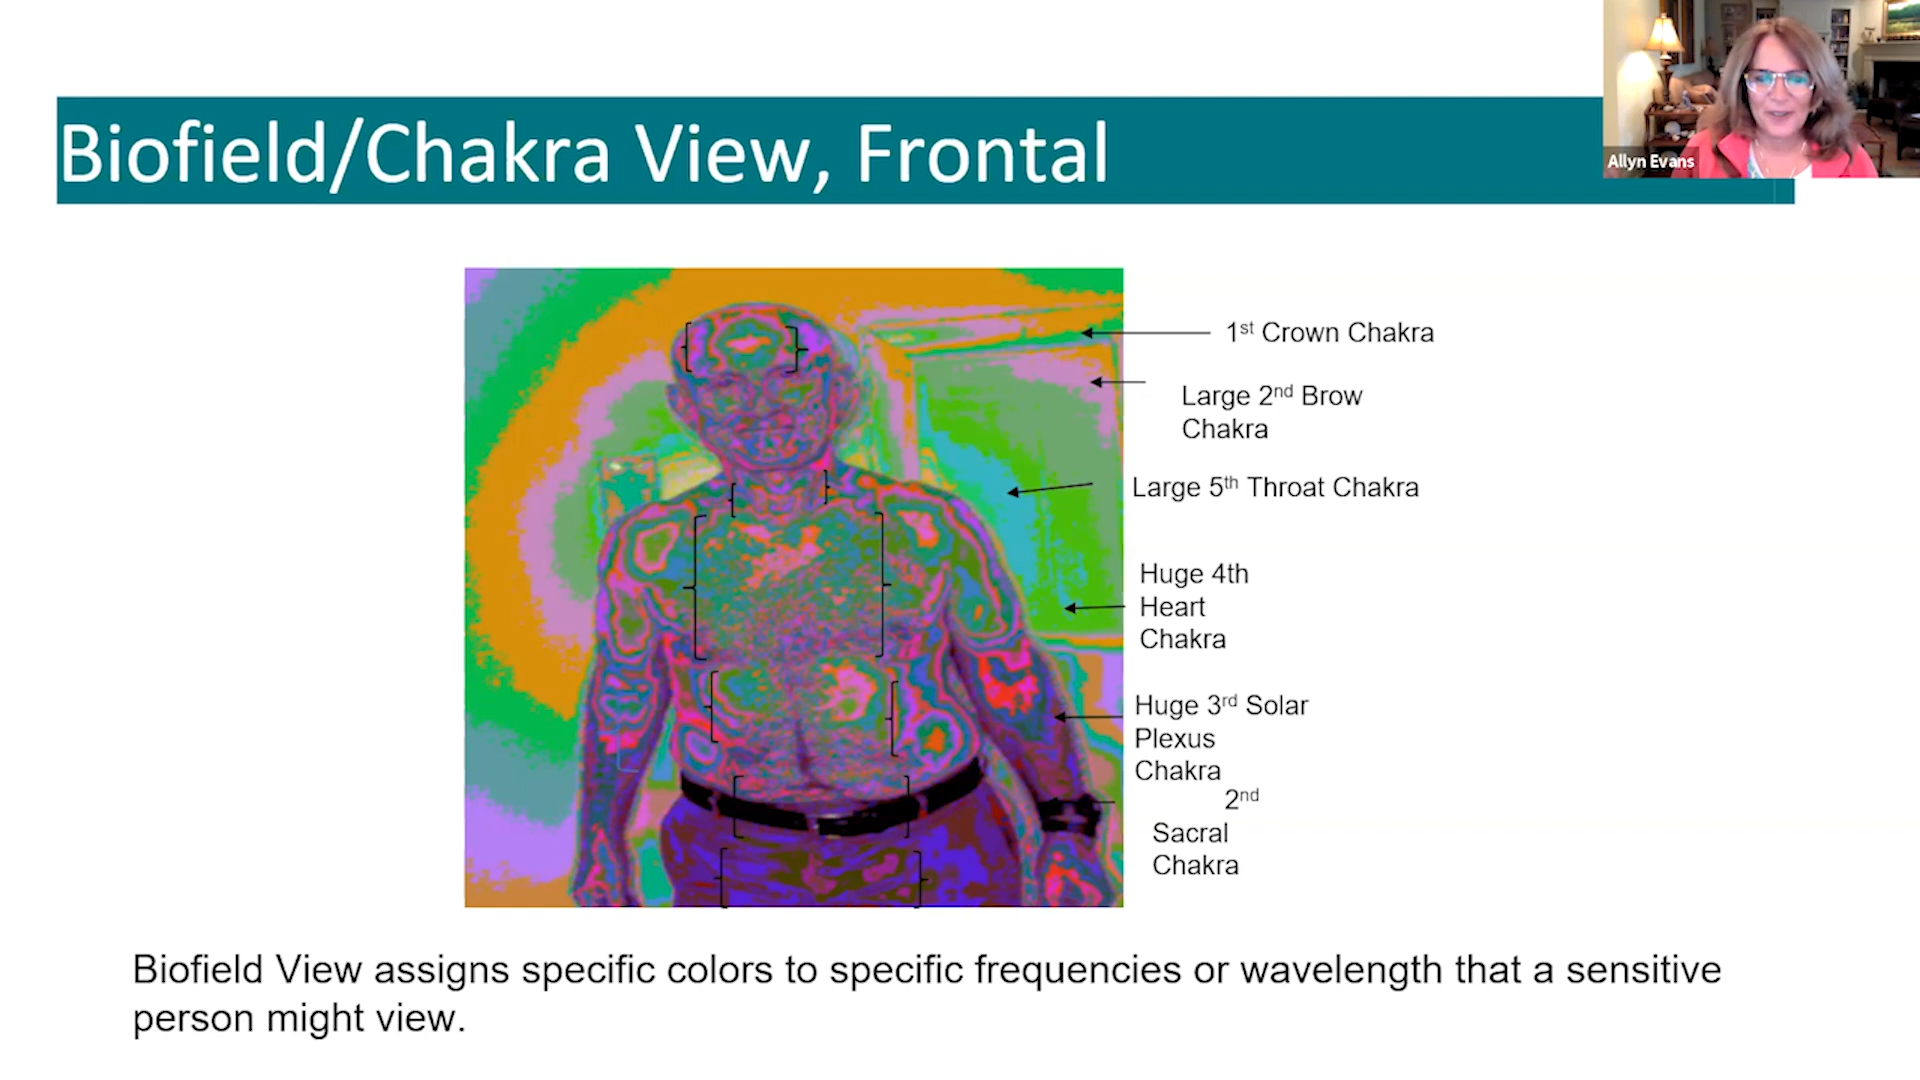 Allyn Evans
Biofield/Chakra View, Frontal
1st Crown Chakra
Large 2nd Brow
Chakra
Large 5th Throat Chakra
Huge 4th
Heart
Chakra
Huge 3rd Solar
Plexus
Chakra
2nd
Sacral
Chakra
Biofield View assigns specific colors to specific frequencies or wavelength that a sensitive
person might view.